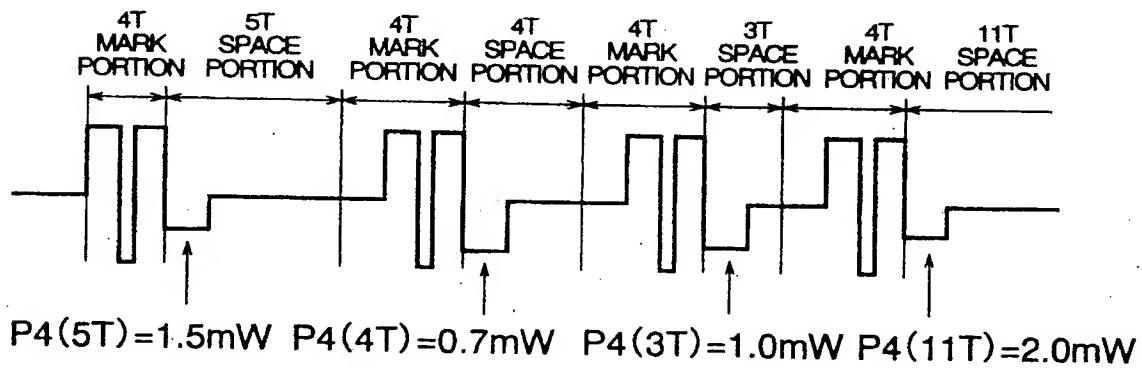 4T
MARK
PORTION
5T
SPACE
PORTION
4T
MARK
PORTION
4T
SPACE
PORTION
4T
MARK
PORTION
3T
SPACE
PORTION
4T
MARK
PORTION
11T
SPACE
PORTION
P4(5T)=1.5mW P4(4T)=0.7mW P4(3T)=1.0mW P4(11T)=2.0mW